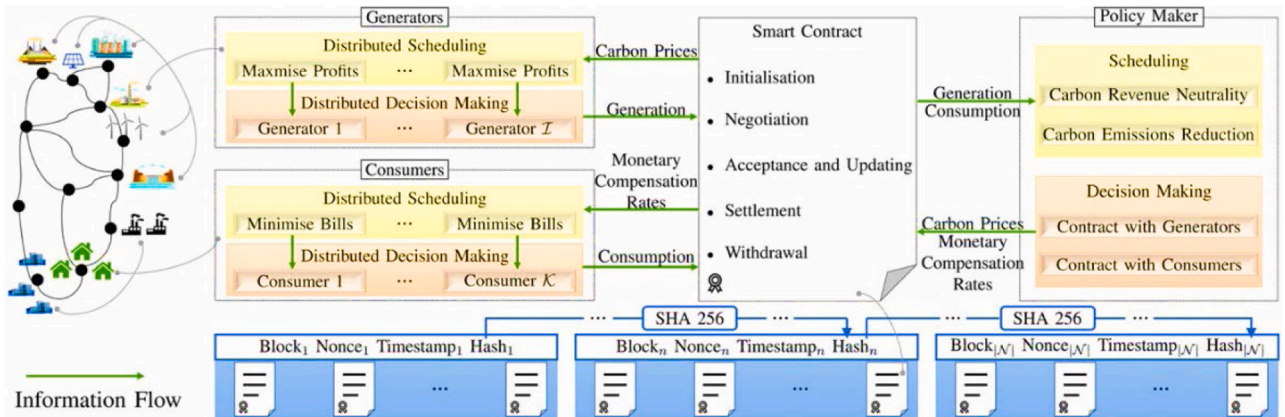 Generators
Distributed Scheduling
Maxmise Profits ... Maxmise Profits
Distributed Decision Making
Generator 1 ... Generator ℐ
Consumers
Distributed Scheduling
Minimise Bills ... Minimise Bills
Distributed Decision Making
Consumer 1 ... Consumer 𝒦
Carbon Prices
Generation
Monetary
Compensation
Rates
Consumption
Smart Contract
• Initialisation
• Negotiation
• Acceptance and Updating
• Settlement
• Withdrawal
Generation
Consumption
Carbon Prices
Monetary
Compensation
Rates
Policy Maker
Scheduling
Carbon Revenue Neutrality
Carbon Emissions Reduction
Decision Making
Contract with Generators
Contract with Consumers
... SHA 256 ...
... SHA 256 ...
Block₁ Nonce₁ Timestamp₁ Hash₁
Blockₙ Nonceₙ Timestampₙ Hashₙ
Block|𝒩| Nonce|𝒩| Timestamp|𝒩| Hash|𝒩|
...
...
...
Information Flow